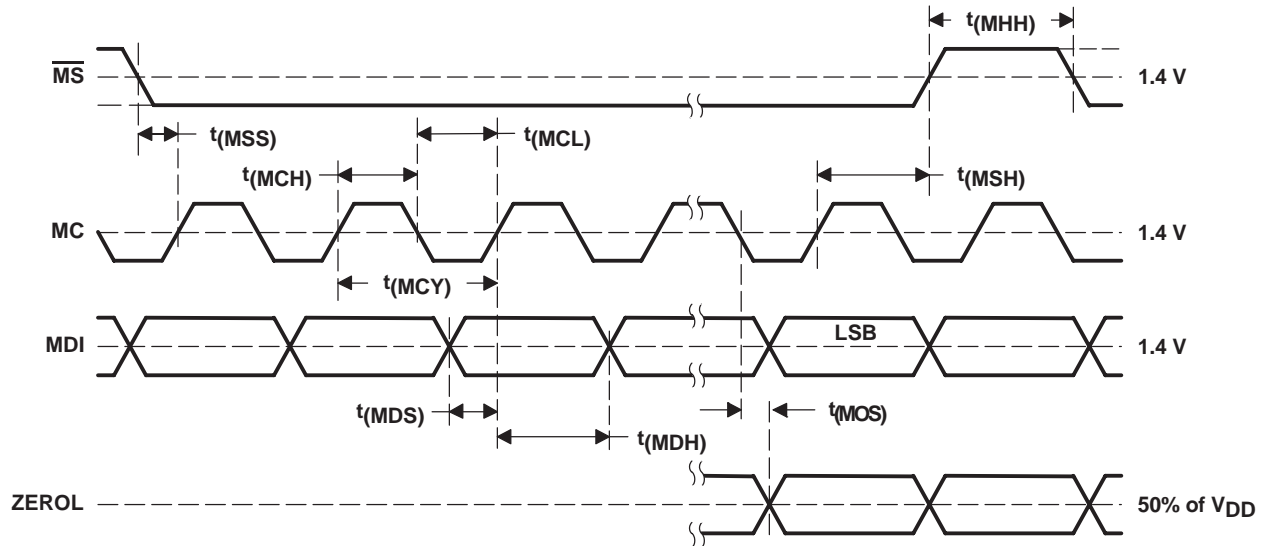 t(MHH)
MS
1.4 V
t(MSS)
t(MCL)
t(MCH)
t(MSH)
MC
1.4 V
t(MCY)
LSB
MDI
1.4 V
t(MDS)
t(MOS)
t(MDH)
ZEROL
50% of VDD